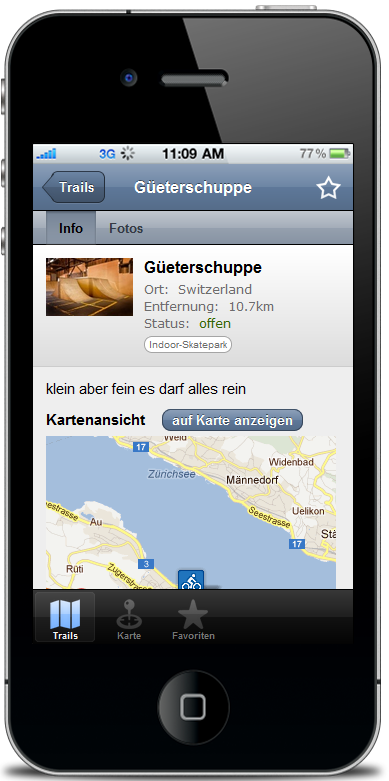 3G 11:09 AM 77%
Trails Güeterschuppe
Info Fotos
Güeterschuppe
Ort: Switzerland
Entfernung: 10.7km
Status: offen
Indoor-Skatepark
klein aber fein es darf alles rein
Kartenansicht auf Karte anzeigen
Weid
17
Widenbad
Zürichsee
Männedorf
Seestrasse
Uelikon
Seestrasse
Au
17
Stä
3
Rüti
Zugerstrasse
Trails Karte Favoriten